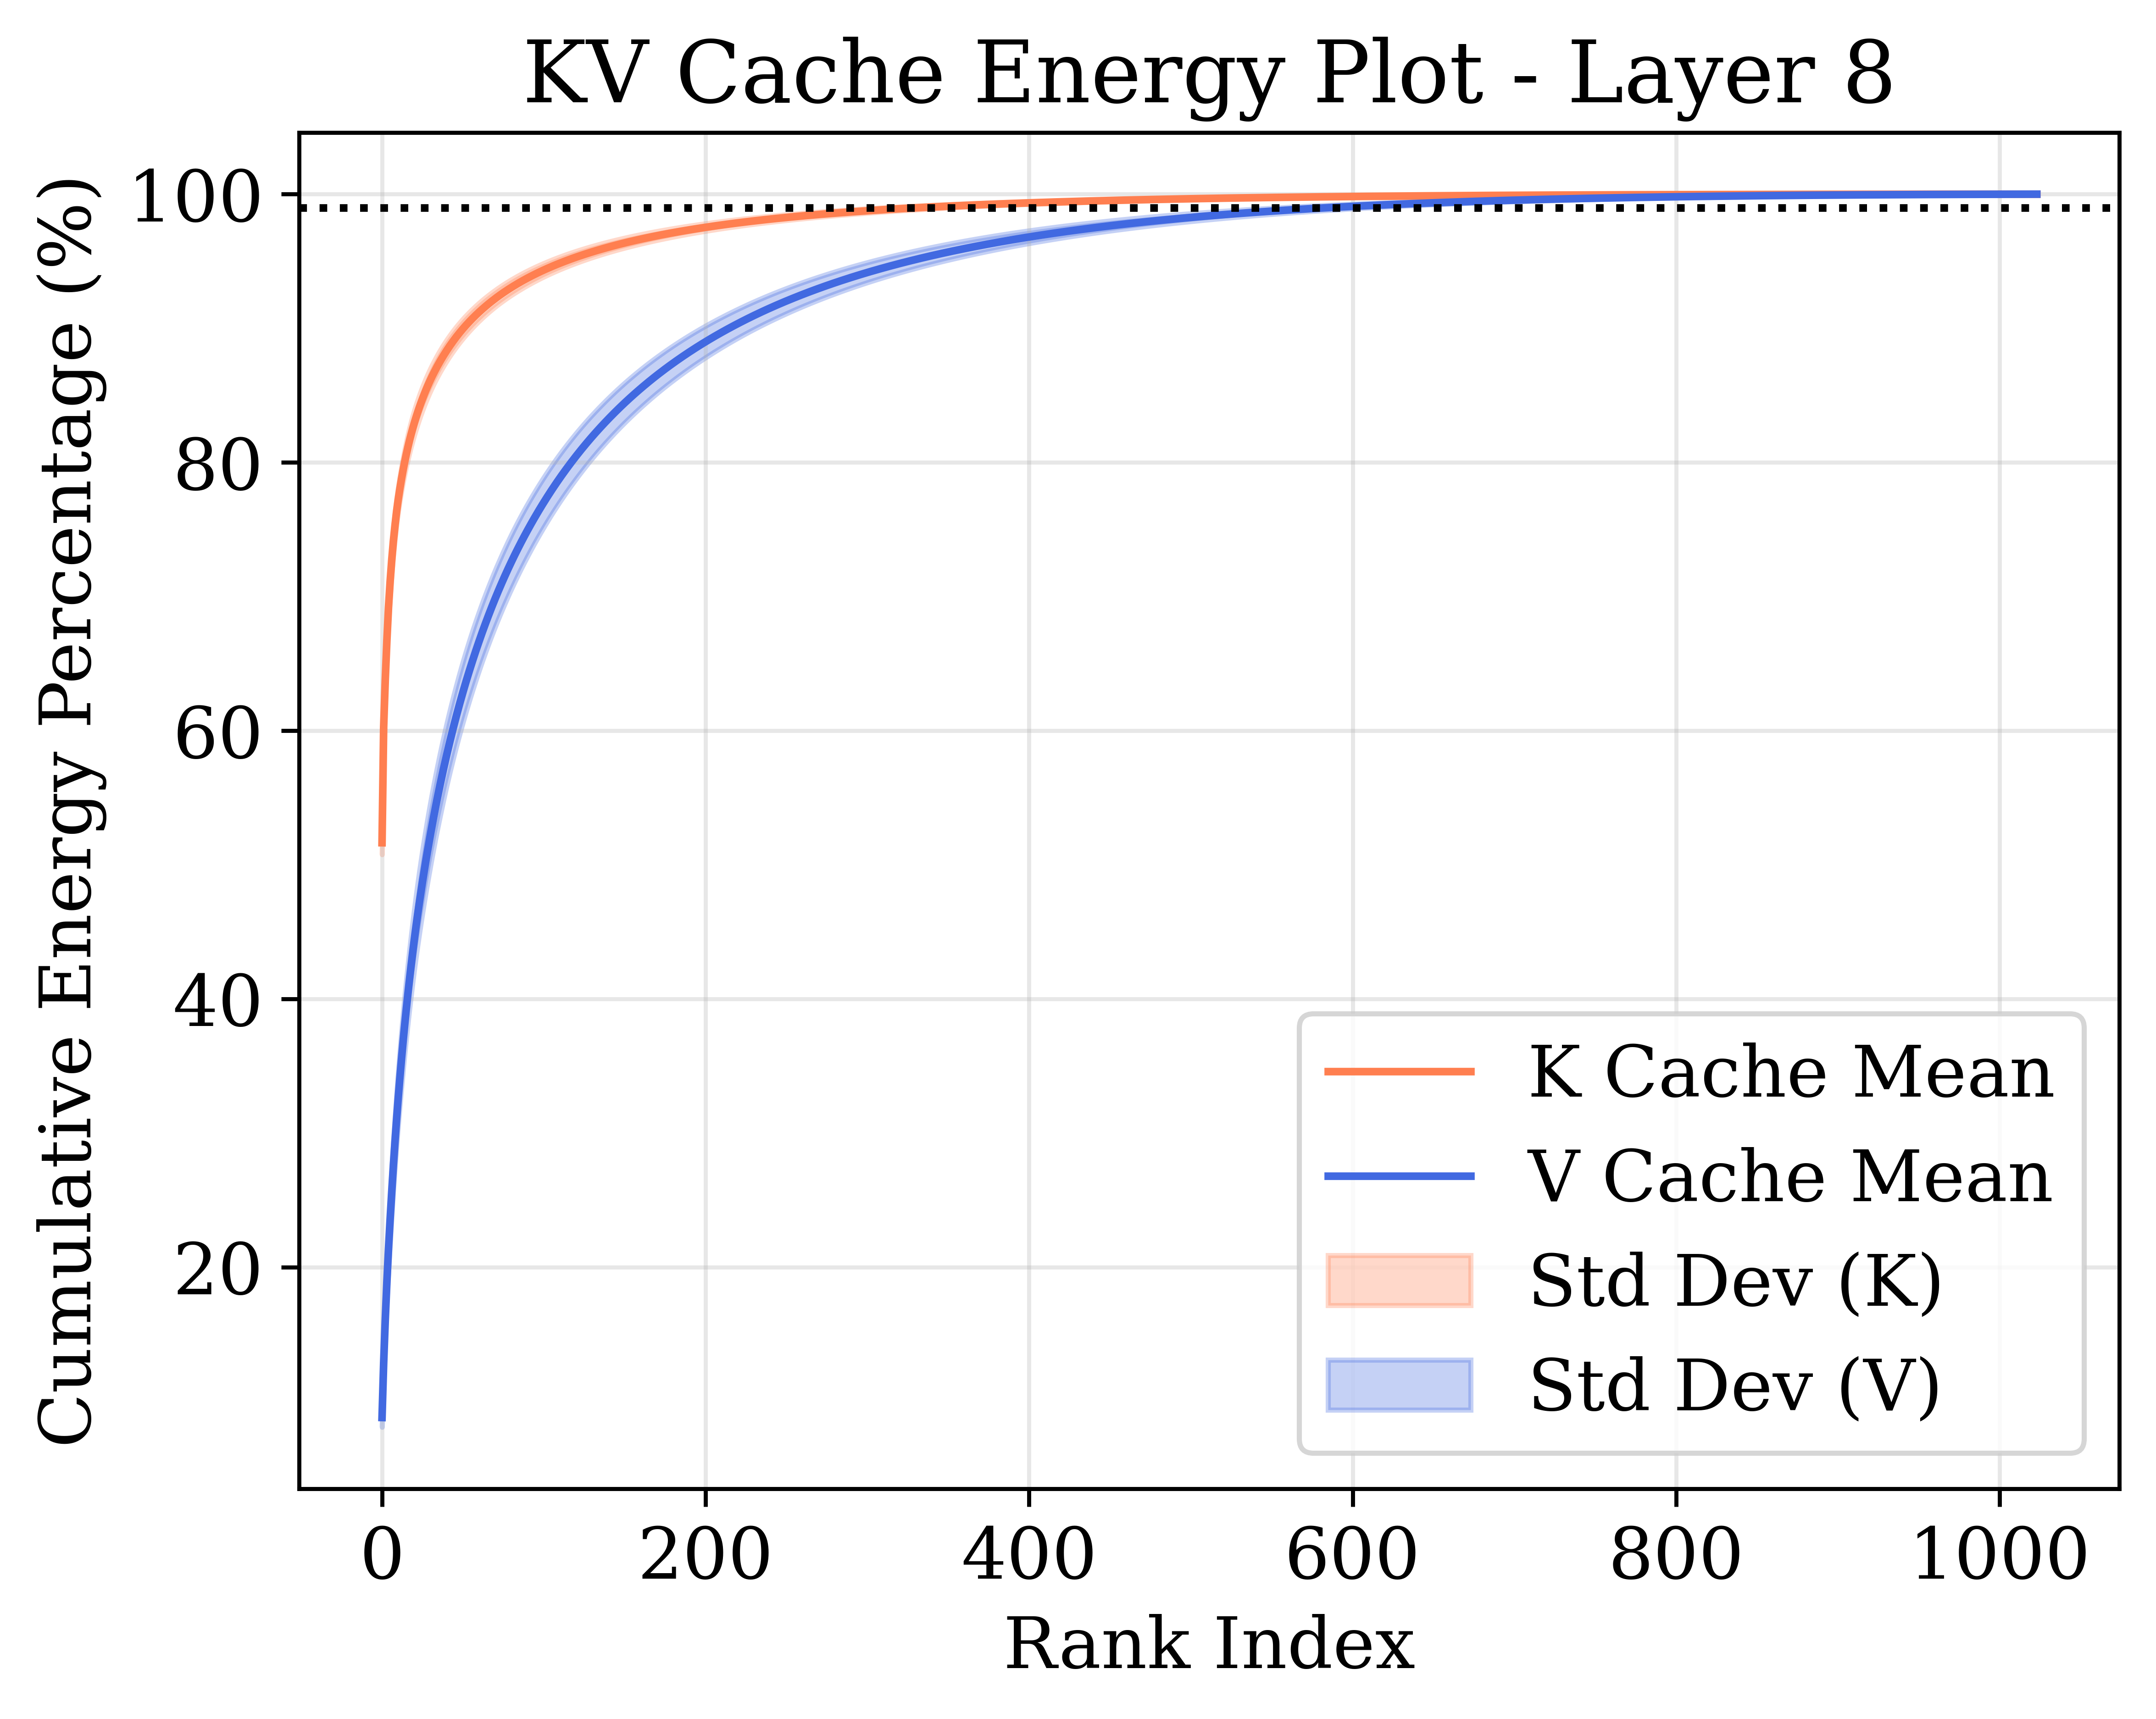 KV Cache Energy Plot - Layer 8
Cumulative Energy Percentage (%)
100
80
60
40
20
K Cache Mean
V Cache Mean
Std Dev (K)
Std Dev (V)
0 200 400 600 800 1000
Rank Index